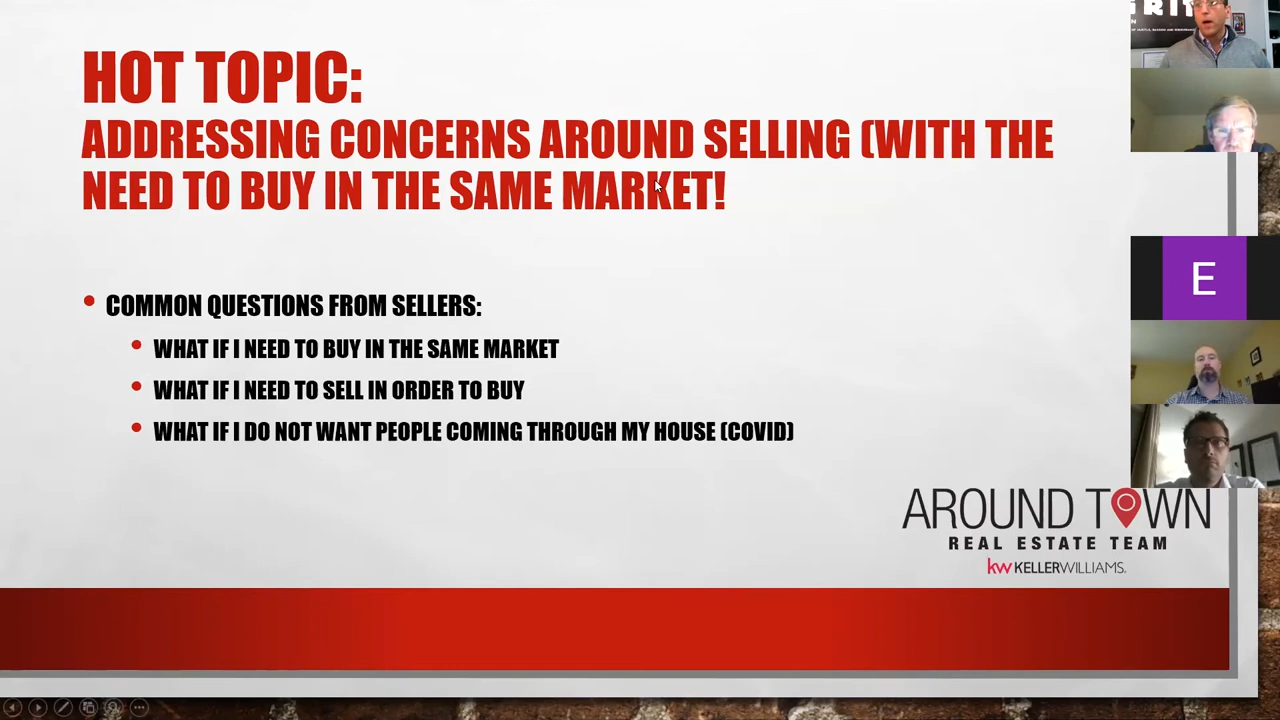 HOT TOPIC:
ADDRESSING CONCERNS AROUND SELLING (WITH THE
NEED TO BUY IN THE SAME MARKET!
• COMMON QUESTIONS FROM SELLERS:
• WHAT IF I NEED TO BUY IN THE SAME MARKET
• WHAT IF I NEED TO SELL IN ORDER TO BUY
• WHAT IF I DO NOT WANT PEOPLE COMING THROUGH MY HOUSE (COVID)
E
AROUND TOWN
REAL ESTATE TEAM
kw KELLERWILLIAMS.